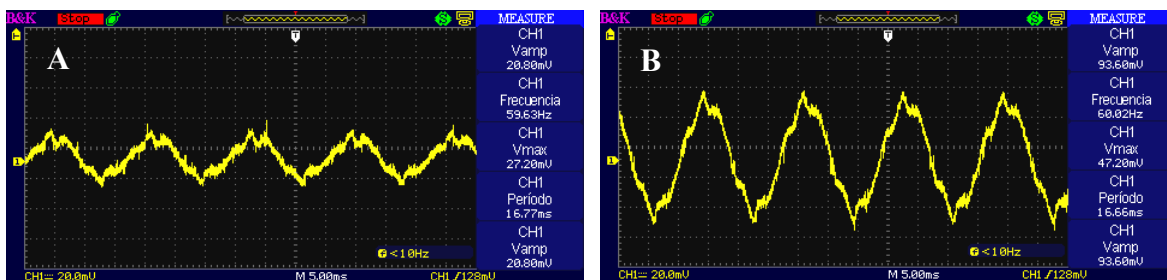 B&K Stop MEASURE
T
A
CH1
Vamp
20.80mV
CH1
Frecuencia
59.63Hz
CH1
Vmax
27.20mV
CH1
Período
16.77ms
CH1
Vamp
20.80mV
1
f<10Hz
CH1 20.0mV M 5.00ms CH1 128mV
B&K Stop MEASURE
T
B
CH1
Vamp
93.60mV
CH1
Frecuencia
60.02Hz
CH1
Vmax
47.20mV
CH1
Período
16.66ms
CH1
Vamp
93.60mV
1
f<10Hz
CH1 20.0mV M 5.00ms CH1 128mV